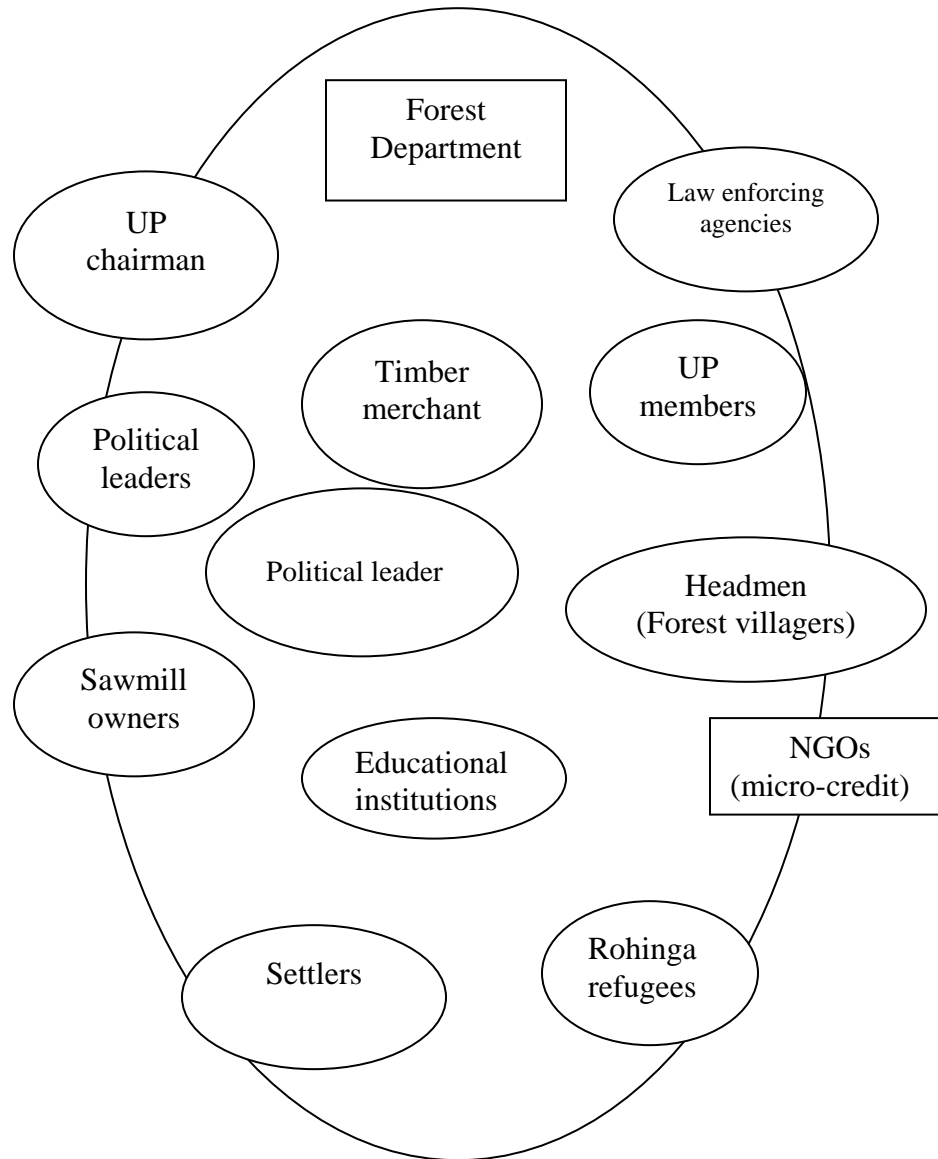 Forest
Department
Law enforcing
agencies
UP
chairman
Timber
merchant
UP
members
Political
leaders
Political leader
Headmen
(Forest villagers)
Sawmill
owners
Educational
institutions
NGOs
(micro-credit)
Settlers
Rohinga
refugees